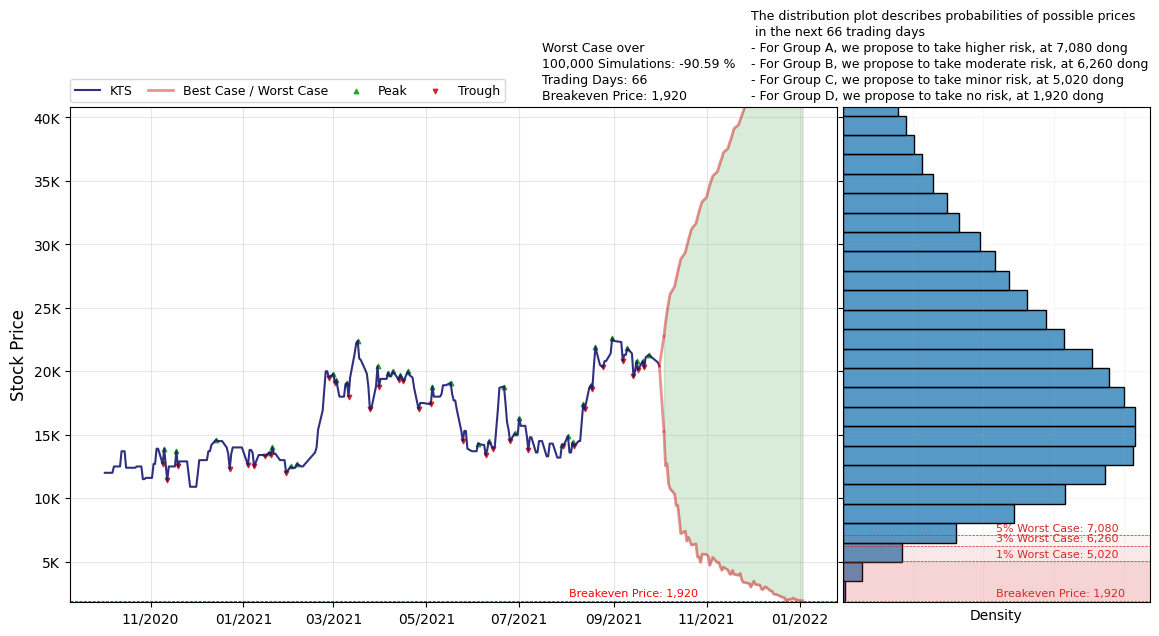 The distribution plot describes probabilities of possible prices
in the next 66 trading days
- For Group A, we propose to take higher risk, at 7,080 dong
- For Group B, we propose to take moderate risk, at 6,260 dong
- For Group C, we propose to take minor risk, at 5,020 dong
- For Group D, we propose to take no risk, at 1,920 dong
Worst Case over
100,000 Simulations: -90.59 %
Trading Days: 66
Breakeven Price: 1,920
KTS
Best Case / Worst Case
Peak
Trough
Stock Price
40K
35K
30K
25K
20K
15K
10K
5K
Breakeven Price: 1,920
11/2020
01/2021
03/2021
05/2021
07/2021
09/2021
11/2021
01/2022
5% Worst Case: 7,080
3% Worst Case: 6,260
1% Worst Case: 5,020
Breakeven Price: 1,920
Density